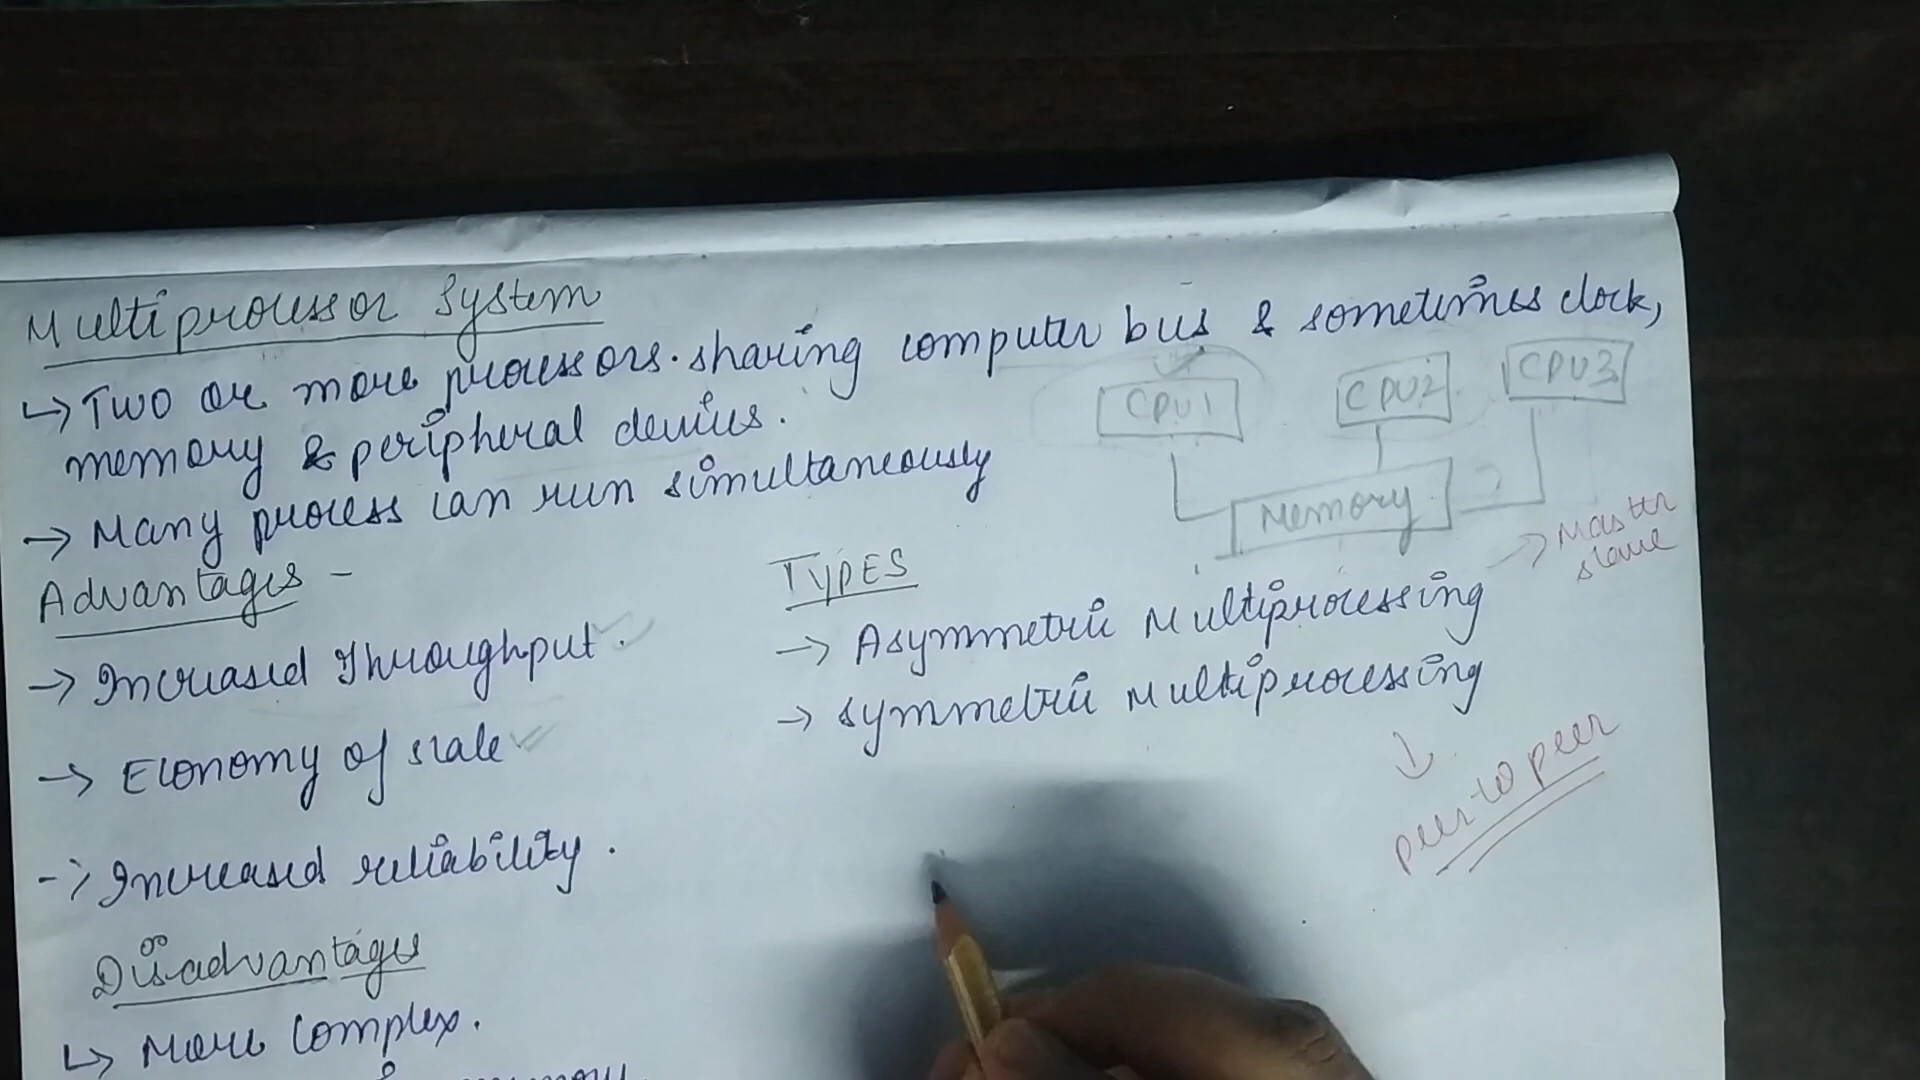 Multiprocessor System
↳ Two or more processors. sharing computer bus & sometimes clock,
memory & peripheral devices.
→ Many process can run simultaneously
CPU1
CPU2
CPU3
Memory
Advantages -
→ Increased Throughput.
→ Economy of scale
→ Increased reliability.
TYPES
→ Asymmetric Multiprocessing
→ Master
slave
→ Symmetric Multiprocessing
↓
peer-to peer
Disadvantages
↳ More Complex.